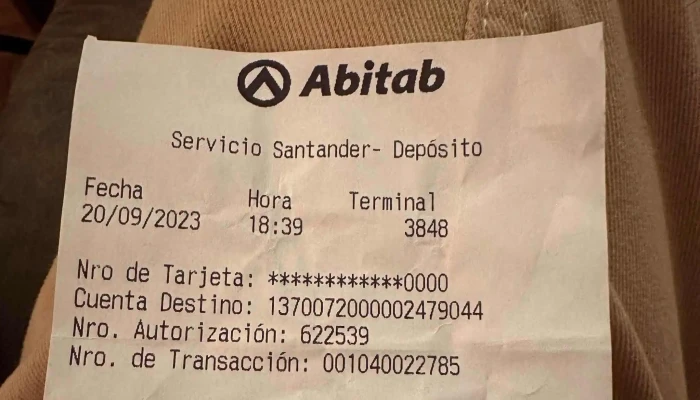 Abitab
Servicio Santander- Depósito
Fecha Hora Terminal
20/09/2023 18:39 3848
Nro de Tarjeta: ************0000
Cuenta Destino: 1370072000002479044
Nro. Autorización: 622539
Nro. de Transacción: 001040022785